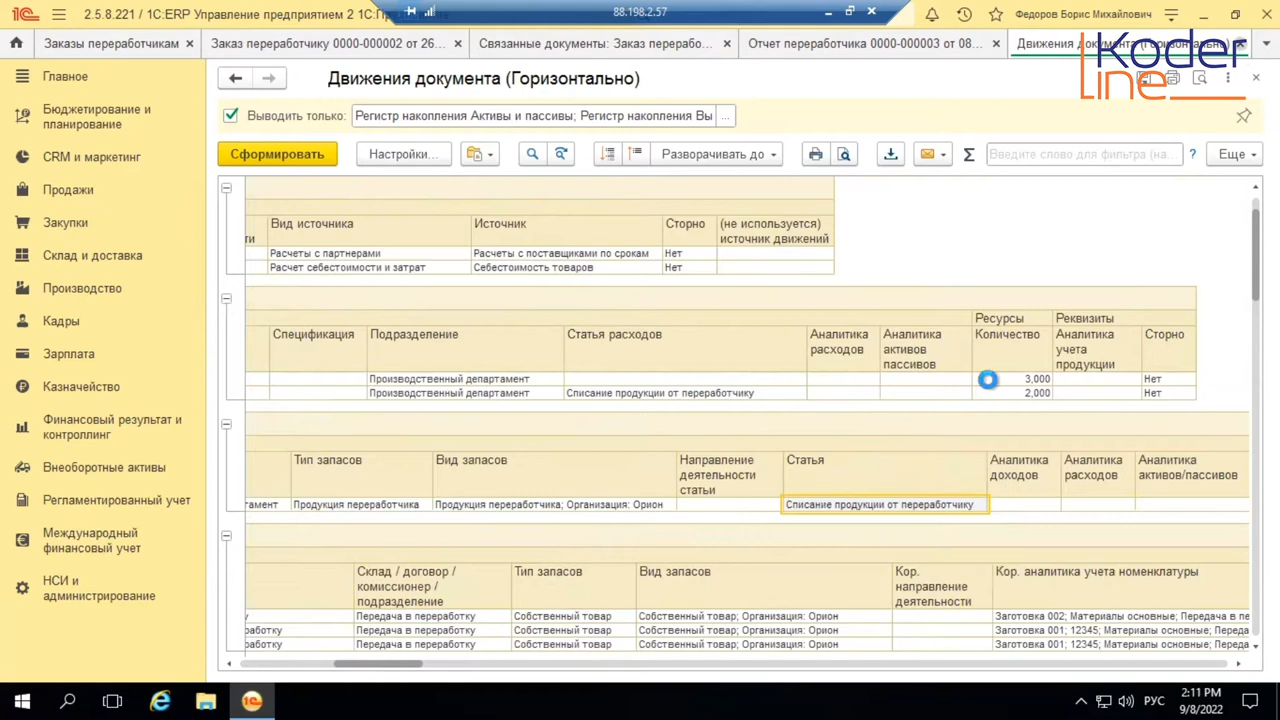 2.5.8.221 / 1С:ERP Управление предприятием 2 1С:П
88.198.2.57
Федоров Борис Михайлович
Заказы переработчикам ×
Заказ переработчику 0000-000002 от 26... ×
Связанные документы: Заказ перерабо... ×
Отчет переработчика 0000-000003 от 08... ×
Движения документа (Горизонтально)
Koder
line
Главное
Бюджетирование и
планирование
CRM и маркетинг
Продажи
Закупки
Склад и доставка
Производство
Кадры
Зарплата
Казначейство
Финансовый результат и
контроллинг
Внеоборотные активы
Регламентированный учет
Международный
финансовый учет
НСИ и
администрирование
Движения документа (Горизонтально)
Выводить только: Регистр накопления Активы и пассивы; Регистр накопления Вы ...
Сформировать Настройки... Разворачивать до Σ Введите слово для фильтра (на... ? Еще
Вид источника Источник Сторно (не используется)
ти источник движений
Расчеты с партнерами Расчеты с поставщиками по срокам Нет
Расчет себестоимости и затрат Себестоимость товаров Нет
Ресурсы Реквизиты
Спецификация Подразделение Статья расходов Аналитика Аналитика Количество Аналитика Сторно
расходов активов учета
пассивов продукции
Производственный департамент 3,000 Нет
Производственный департамент Списание продукции от переработчику 2,000 Нет
Тип запасов Вид запасов Направление Статья Аналитика Аналитика Аналитика
деятельности доходов расходов активов/пассивов
статьи
тамент Продукция переработчика Продукция переработчика; Организация: Орион Списание продукции от переработчику
Склад / договор / Тип запасов Вид запасов Кор. Кор. аналитика учета номенклатуры
комиссионер / направление
подразделение деятельности
у Передача в переработку Собственный товар Собственный товар; Организация: Орион Заготовка 002; Материалы основные; Передача в пе
работку Передача в переработку Собственный товар Собственный товар; Организация: Орион Заготовка 001; 12345; Материалы основные; Переда
работку Передача в переработку Собственный товар Собственный товар; Организация: Орион Заготовка 001; 12345; Материалы основные; Переда
РУС
2:11 PM
9/8/2022